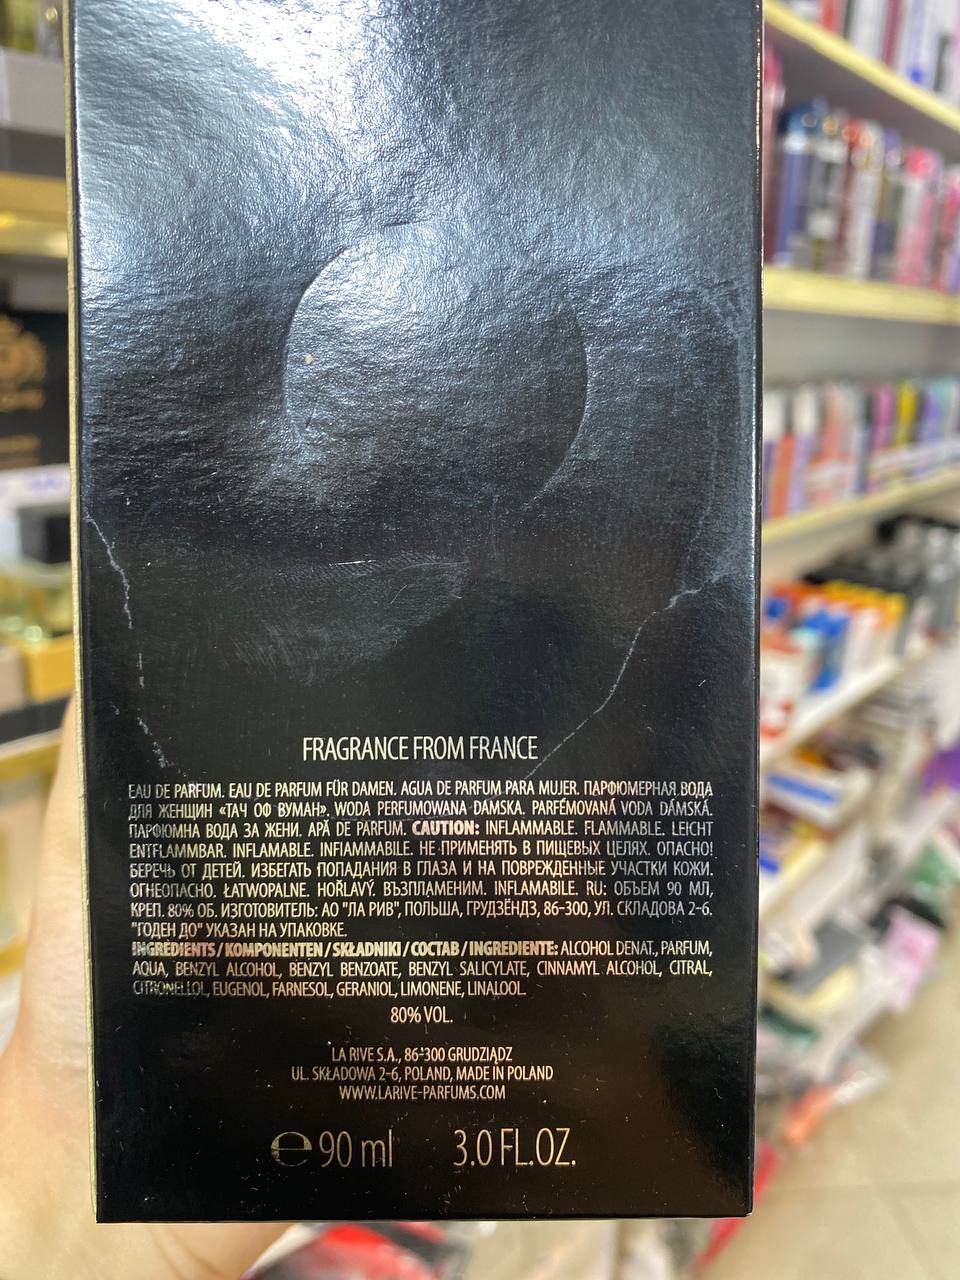 FRAGRANCE FROM FRANCE
EAU DE PARFUM. EAU DE PARFUM FÜR DAMEN. AGUA DE PARFUM PARA MUJER. ПАРФЮМЕРНАЯ ВОДА
ДЛЯ ЖЕНЩИН «ТАЧ ОФ ВУМАН». WODA PERFUMOWANA DAMSKA. PARFÉMOVANÁ VODA DÁMSKÁ.
ПАРФЮМНА ВОДА ЗА ЖЕНИ. APĂ DE PARFUM. CAUTION: INFLAMMABLE. FLAMMABLE. LEICHT
ENTFLAMMBAR. INFLAMABLE. INFIAMMABILE. НЕ ПРИМЕНЯТЬ В ПИЩЕВЫХ ЦЕЛЯХ. ОПАСНО!
БЕРЕЧЬ ОТ ДЕТЕЙ. ИЗБЕГАТЬ ПОПАДАНИЯ В ГЛАЗА И НА ПОВРЕЖДЕННЫЕ УЧАСТКИ КОЖИ.
ОГНЕОПАСНО. ŁATWOPALNE. HOŘLAVÝ. ВЪЗПЛАМЕНИМ. INFLAMABILE. RU: ОБЪЕМ 90 МЛ,
КРЕП. 80% ОБ. ИЗГОТОВИТЕЛЬ: АО "ЛА РИВ", ПОЛЬША, ГРУДЗЁНДЗ, 86-300, УЛ. СКЛАДОВА 2-6.
"ГОДЕН ДО" УКАЗАН НА УПАКОВКЕ.
INGREDIENTS / KOMPONENTEN / SKŁADNIKI / СОСТАВ / INGREDIENTE: ALCOHOL DENAT., PARFUM,
AQUA, BENZYL ALCOHOL, BENZYL BENZOATE, BENZYL SALICYLATE, CINNAMYL ALCOHOL, CITRAL,
CITRONELLOL, EUGENOL, FARNESOL, GERANIOL, LIMONENE, LINALOOL.
80% VOL.
LA RIVE S.A., 86-300 GRUDZIĄDZ
UL. SKŁADOWA 2-6, POLAND, MADE IN POLAND
WWW.LARIVE-PARFUMS.COM
℮ 90 ml 3.0 FL.OZ.